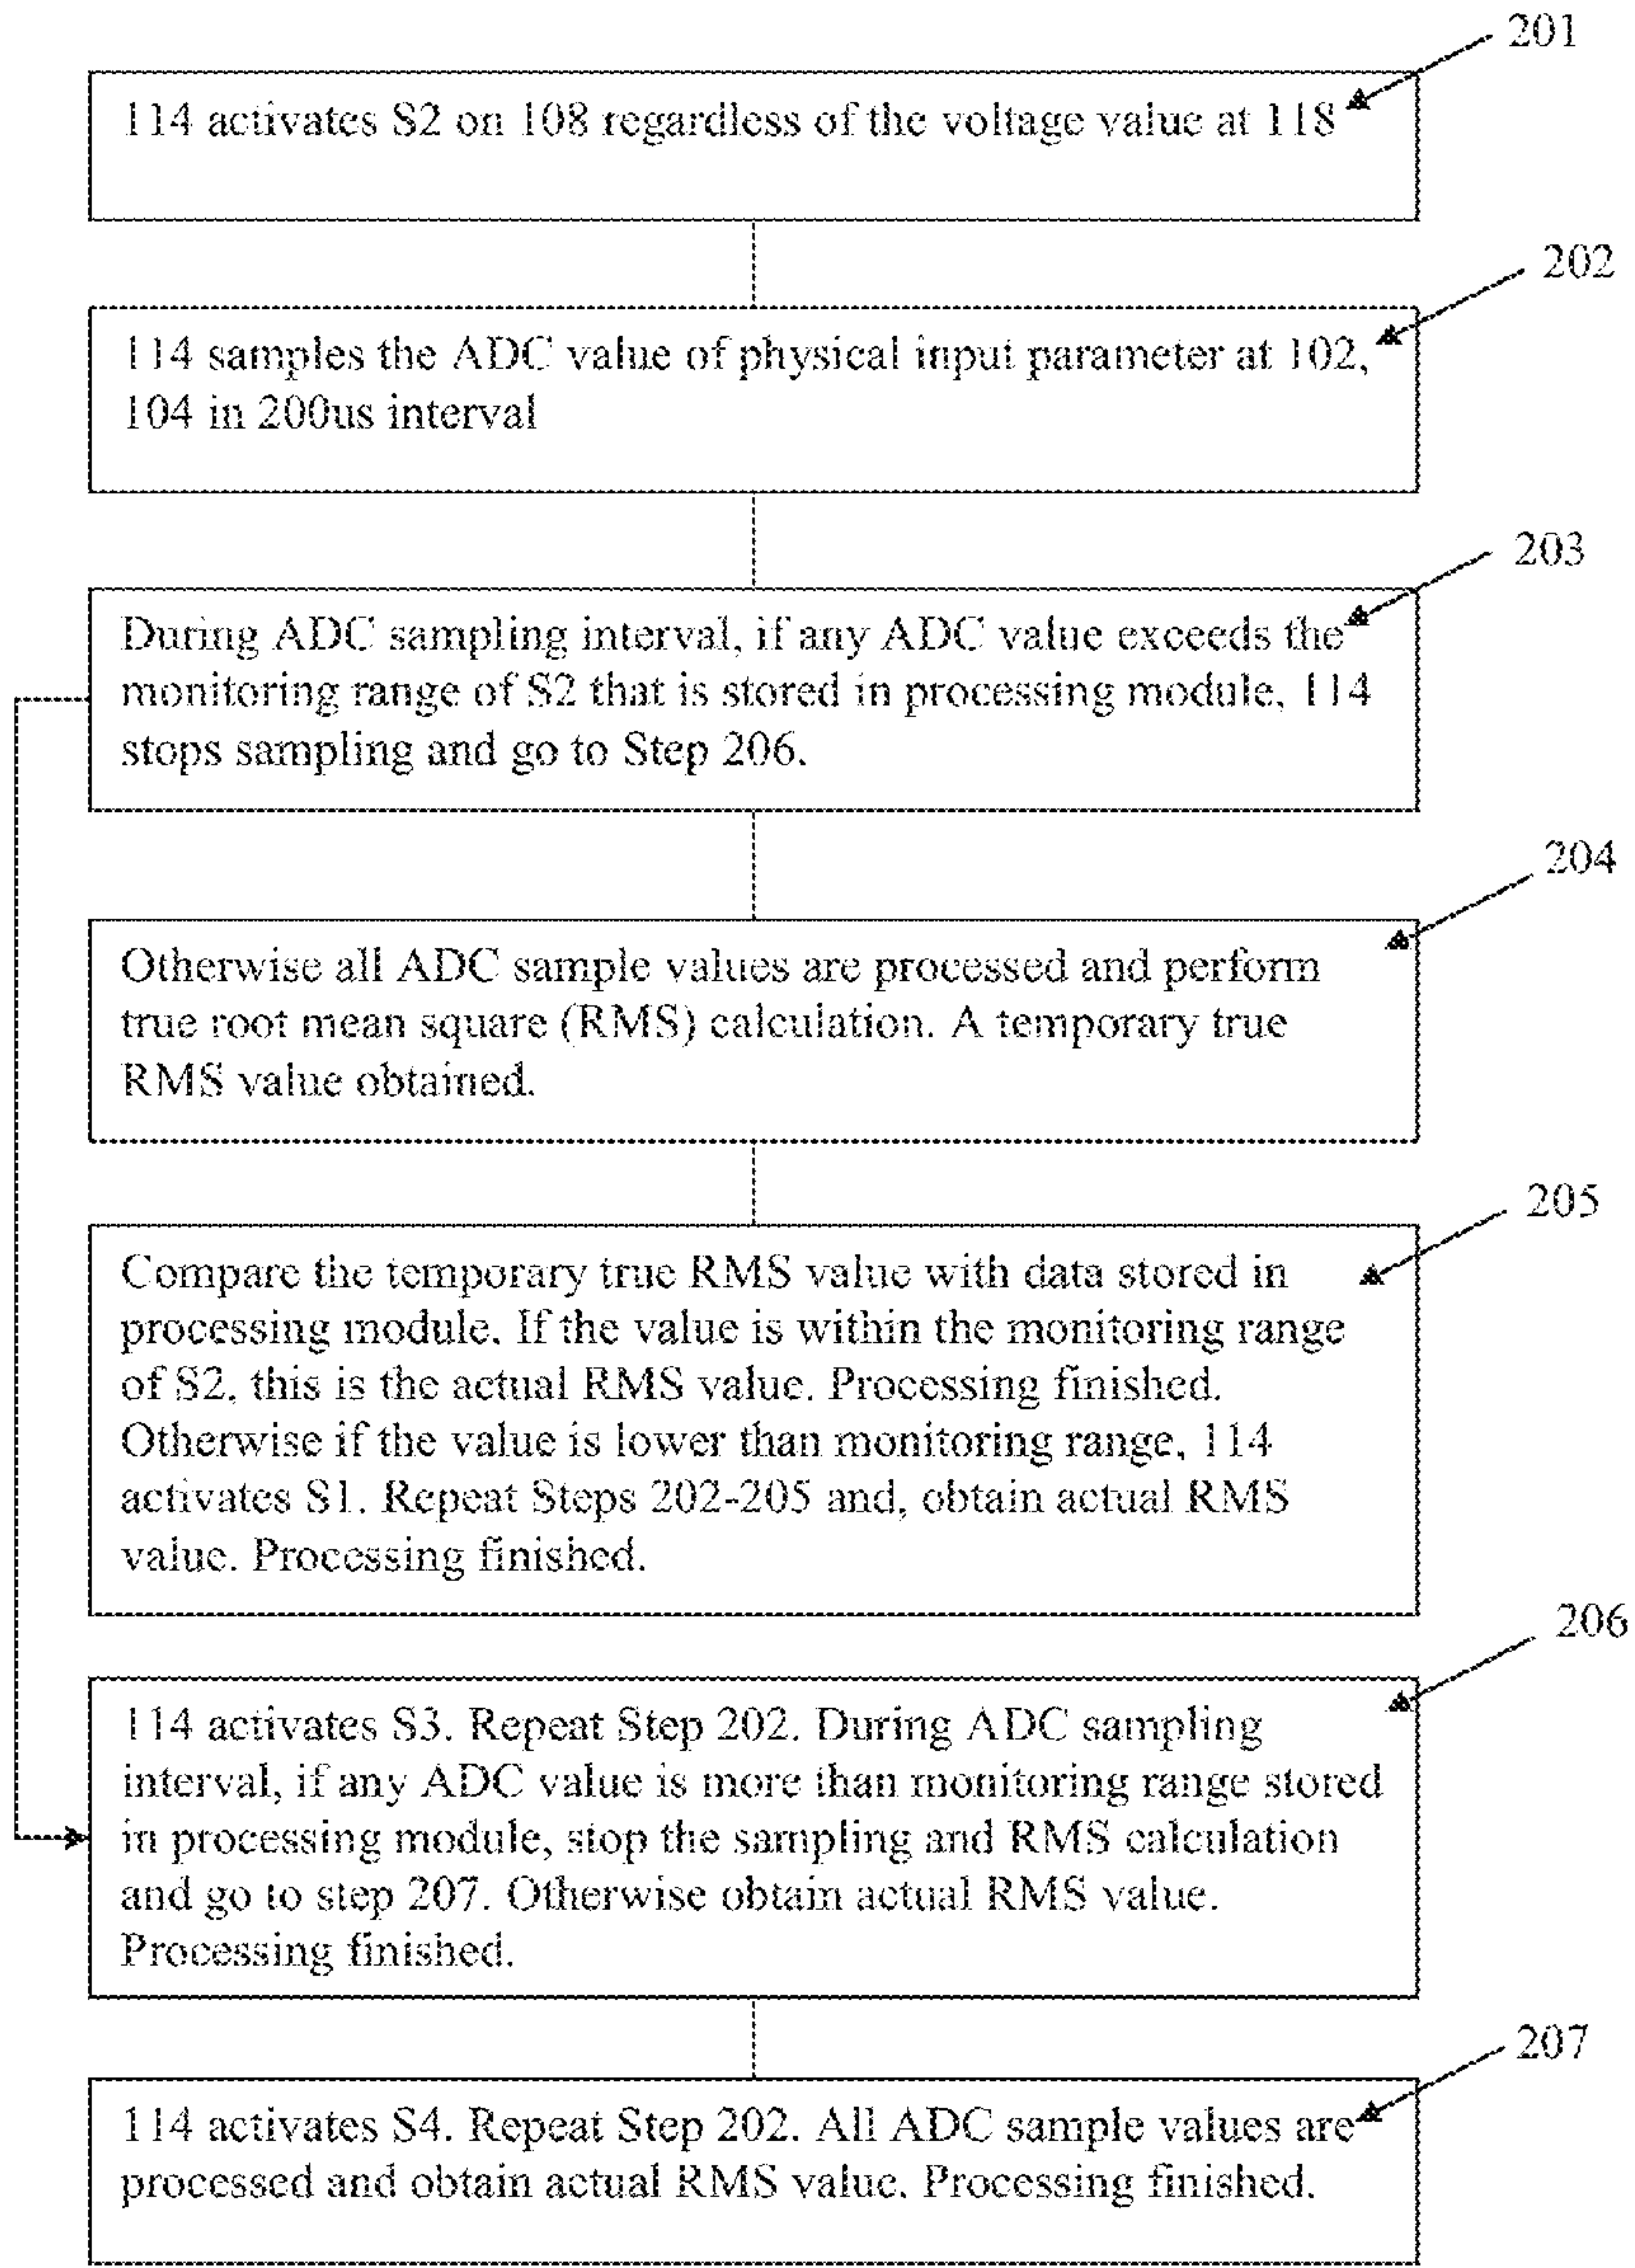 201
114 activates S2 on 108 regardless of the voltage value at 118
202
114 samples the ADC value of physical input parameter at 102,
104 in 200us interval
203
During ADC sampling interval, if any ADC value exceeds the
monitoring range of S2 that is stored in processing module, 114
stops sampling and go to Step 206.
204
Otherwise all ADC sample values are processed and perform
true root mean square (RMS) calculation. A temporary true
RMS value obtained.
205
Compare the temporary true RMS value with data stored in
processing module. If the value is within the monitoring range
of S2, this is the actual RMS value. Processing finished.
Otherwise if the value is lower than monitoring range, 114
activates S1. Repeat Steps 202-205 and, obtain actual RMS
value. Processing finished.
206
114 activates S3. Repeat Step 202. During ADC sampling
interval, if any ADC value is more than monitoring range stored
in processing module, stop the sampling and RMS calculation
and go to step 207. Otherwise obtain actual RMS value.
Processing finished.
207
114 activates S4. Repeat Step 202. All ADC sample values are
processed and obtain actual RMS value. Processing finished.